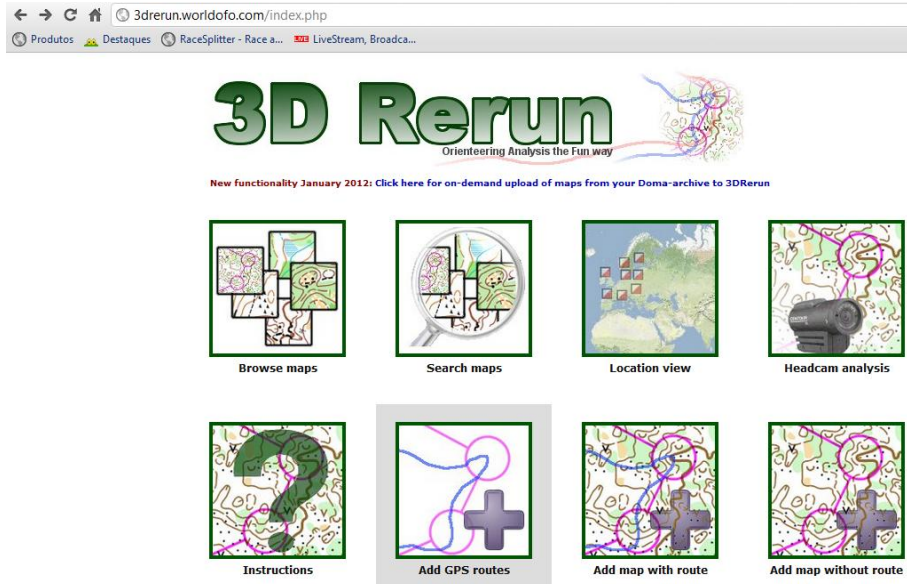 3drerun.worldofo.com/index.php
Produtos Destaques RaceSplitter - Race a... LIVE LiveStream, Broadca...
3D Rerun
Orienteering Analysis the Fun way
New functionality January 2012: Click here for on-demand upload of maps from your Doma-archive to 3DRerun
Browse maps Search maps Location view Headcam analysis
?
Instructions Add GPS routes Add map with route Add map without route